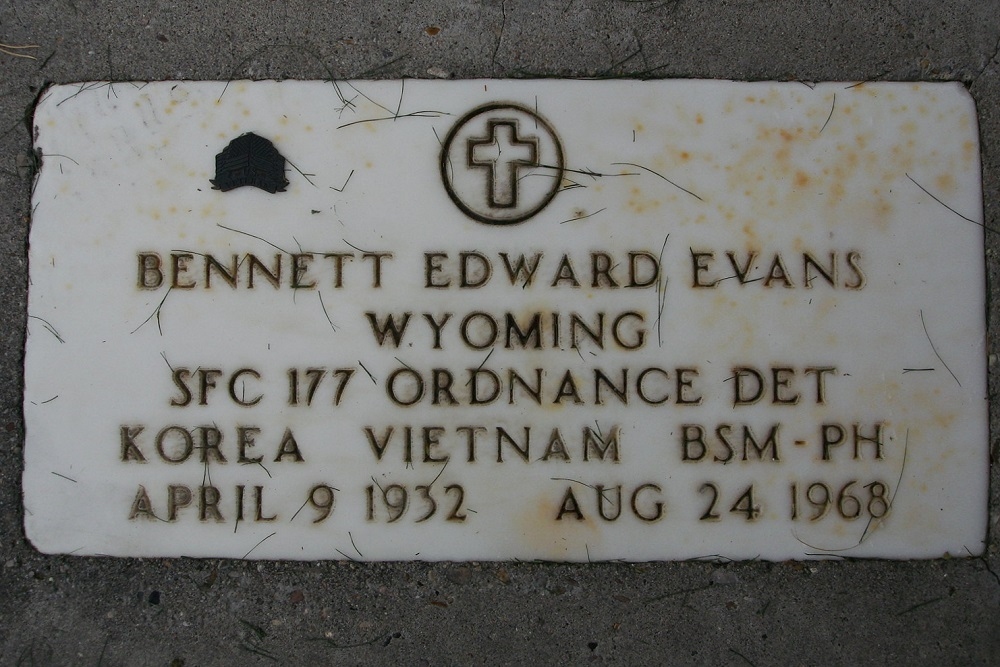 BENNETT EDWARD EVANS
WYOMING
SFC 177 ORDNANCE DET
KOREA VIETNAM BSM-PH
APRIL 9 1932 AUG 24 1968